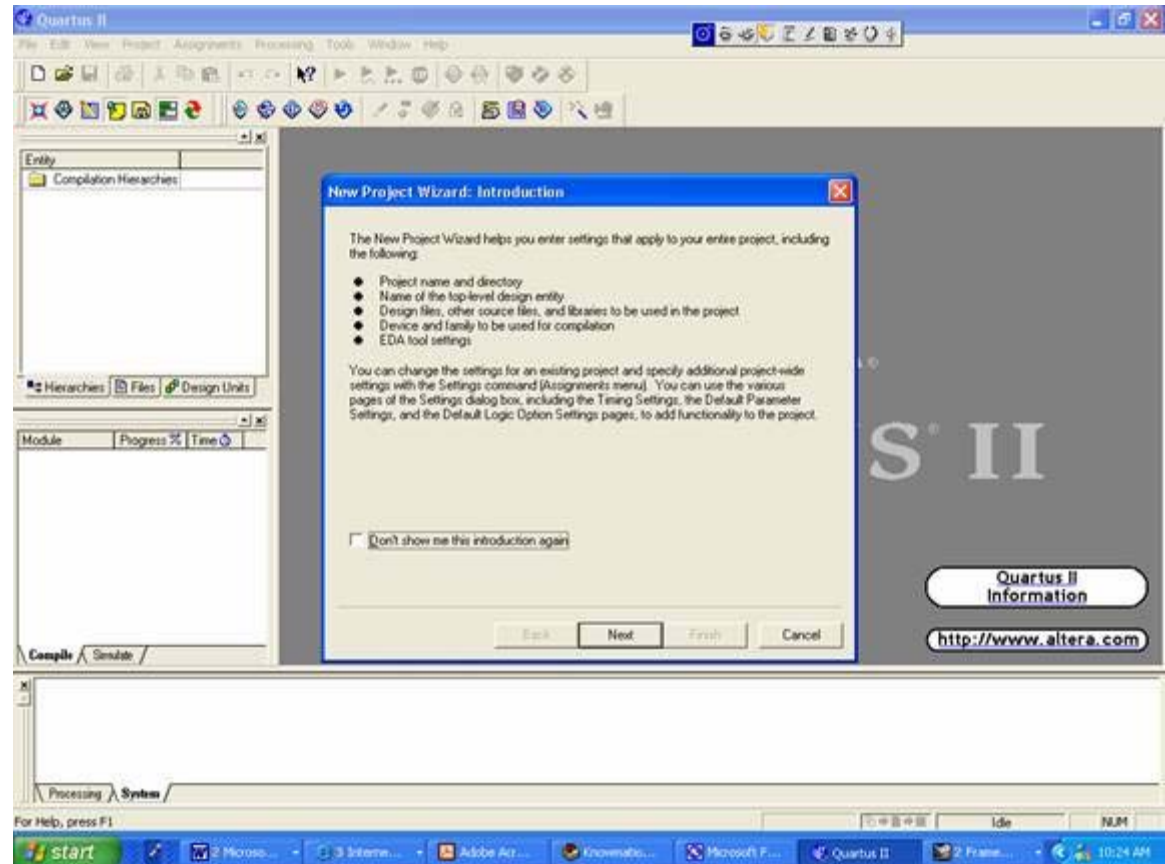 Quartus II
File Edit View Project Assignments Processing Tools Window Help
Entity
Compilation Hierarchies
Hierarchies Files Design Units
Module Progress % Time
Compile Simulate
New Project Wizard: Introduction
The New Project Wizard helps you enter settings that apply to your entire project, including
the following:
Project name and directory
Name of the top-level design entity
Design files, other source files, and libraries to be used in the project
Device and family to be used for compilation
EDA tool settings
You can change the settings for an existing project and specify additional project-wide
settings with the Settings command (Assignments menu). You can use the various
pages of the Settings dialog box, including the Timing Settings, the Default Parameter
Settings, and the Default Logic Option Settings pages, to add functionality to the project.
Don't show me this introduction again
Back Next Finish Cancel
S® II
Quartus II
Information
http://www.altera.com
Processing System
For Help, press F1
Idle NUM
start 2 Microso... 3 Interne... Adobe Acr... Microsoft F... Quartus II 2 Frame... 10:24 AM